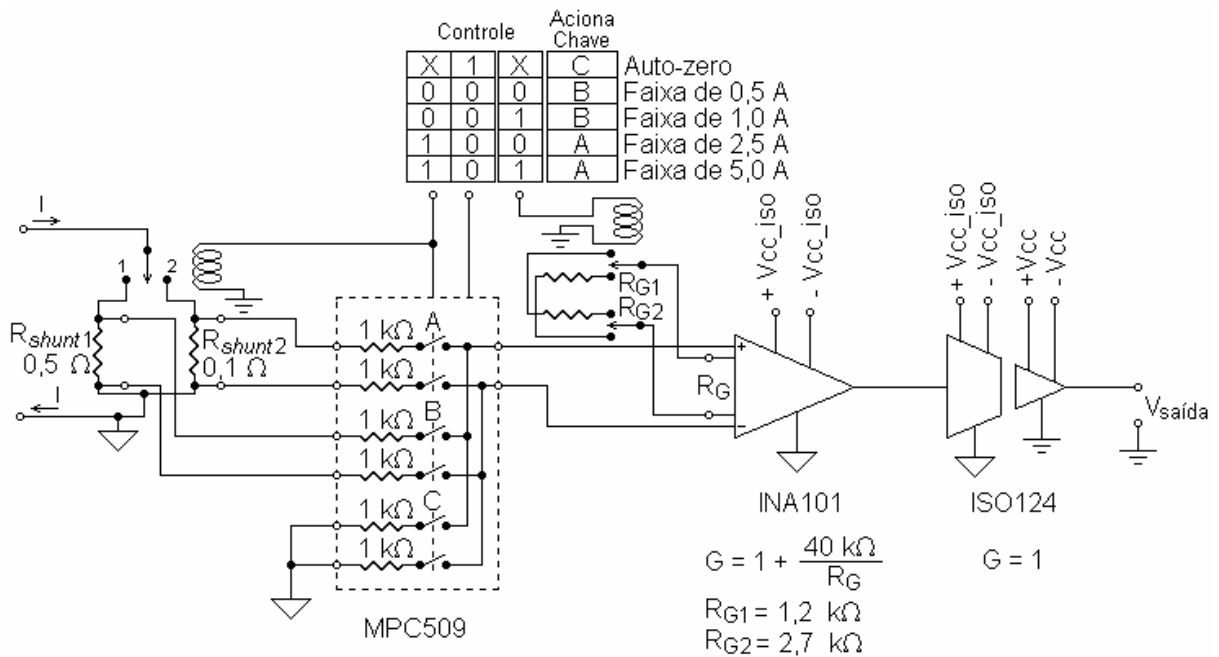 Controle
Aciona
Chave
X 1 X C Auto-zero
0 0 0 B Faixa de 0,5 A
0 0 1 B Faixa de 1,0 A
1 0 0 A Faixa de 2,5 A
1 0 1 A Faixa de 5,0 A
I
1 2
Rshunt1
0,5 Ω
Rshunt2
0,1 Ω
I
1 kΩ A
1 kΩ
1 kΩ B
1 kΩ
1 kΩ C
1 kΩ
MPC509
RG1
RG2
+ Vcc_iso
- Vcc_iso
+
RG
-
INA101
G = 1 + 40 kΩ
RG
RG1 = 1,2 kΩ
RG2 = 2,7 kΩ
+ Vcc_iso
- Vcc_iso
+ Vcc
- Vcc
Vsaída
ISO124
G = 1